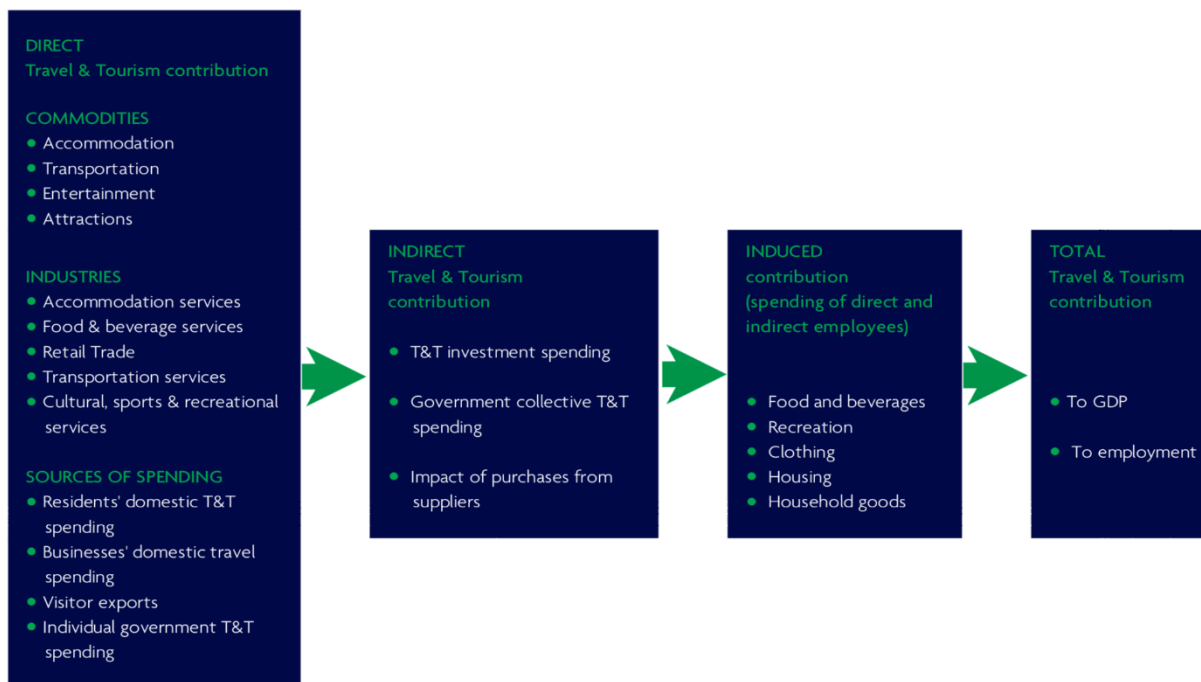 DIRECT
Travel & Tourism contribution
COMMODITIES
Accommodation
Transportation
Entertainment
Attractions
INDUSTRIES
Accommodation services
Food & beverage services
Retail Trade
Transportation services
Cultural, sports & recreational
services
SOURCES OF SPENDING
Residents' domestic T&T
spending
Businesses' domestic travel
spending
Visitor exports
Individual government T&T
spending
INDIRECT
Travel & Tourism
contribution
T&T investment spending
Government collective T&T
spending
Impact of purchases from
suppliers
INDUCED
contribution
(spending of direct and
indirect employees)
Food and beverages
Recreation
Clothing
Housing
Household goods
TOTAL
Travel & Tourism
contribution
To GDP
To employment